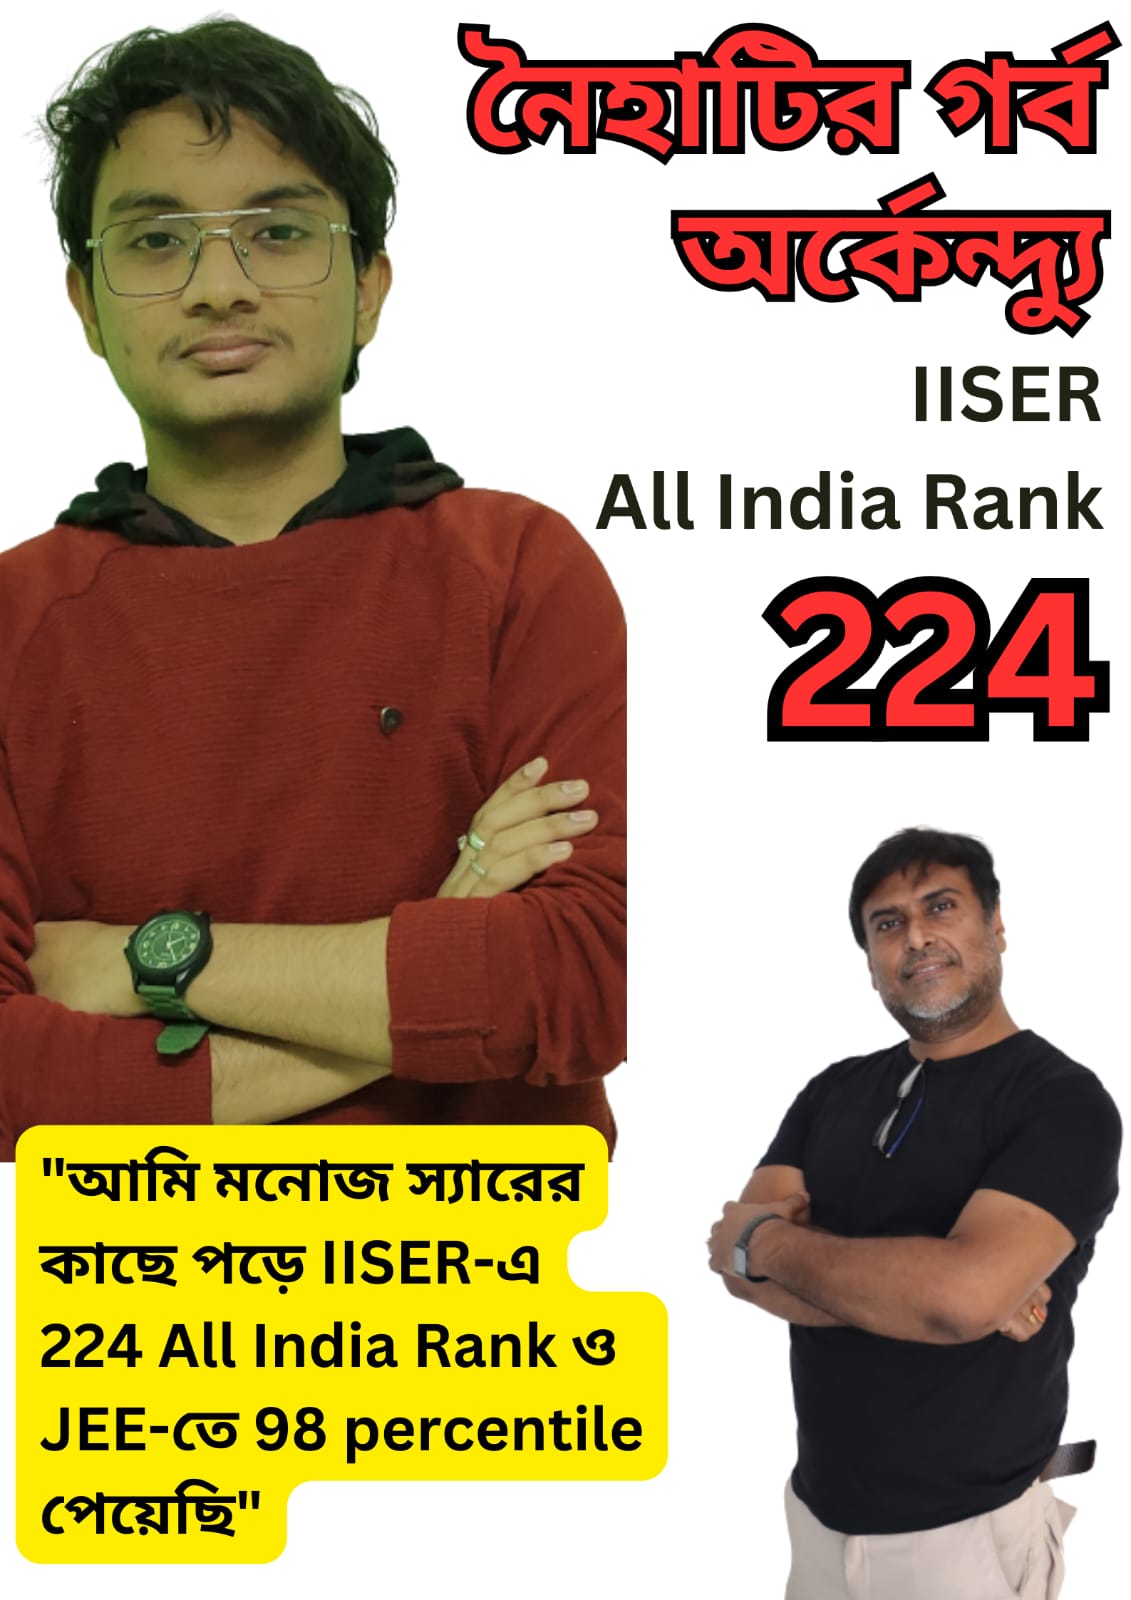 নৈহাটির গর্ব
অর্কেন্দ্যু
IISER
All India Rank
224
"আমি মনোজ স্যারের
কাছে পড়ে IISER-এ
224 All India Rank ও
JEE-তে 98 percentile
পেয়েছি"